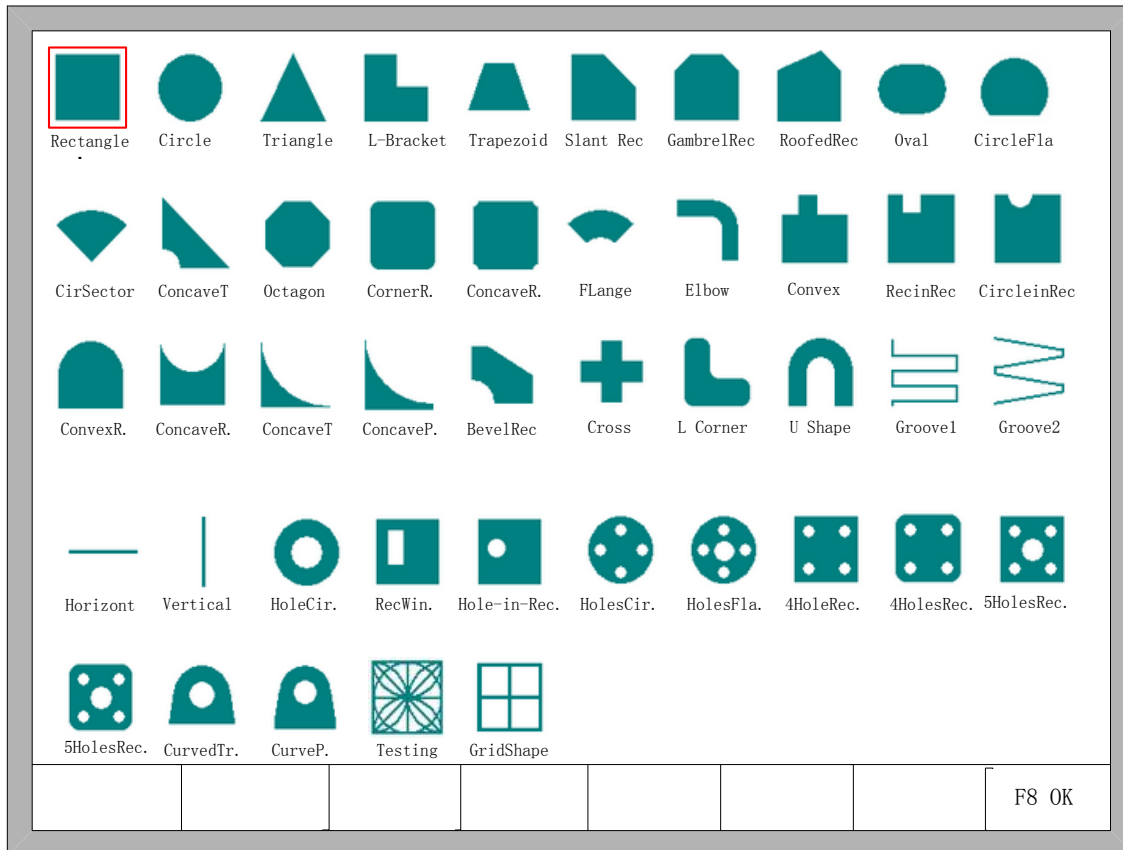 Rectangle Circle Triangle L-Bracket Trapezoid Slant Rec GambrelRec RoofedRec Oval CircleFla
CirSector ConcaveT Octagon CornerR. ConcaveR. FLange Elbow Convex RecinRec CircleinRec
ConvexR. ConcaveR. ConcaveT ConcaveP. BevelRec Cross L Corner U Shape Groove1 Groove2
Horizont Vertical HoleCir. RecWin. Hole-in-Rec. HolesCir. HolesFla. 4HoleRec. 4HolesRec. 5HolesRec.
5HolesRec. CurvedTr. CurveP. Testing GridShape
F8 OK